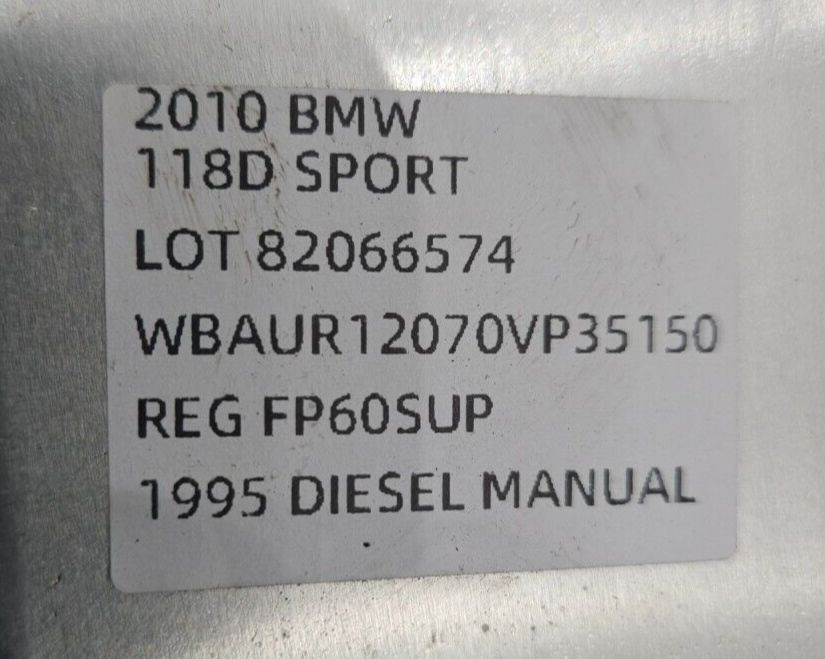 2010 BMW
118D SPORT
LOT 82066574
WBAUR12070VP35150
REG FP60SUP
1995 DIESEL MANUAL